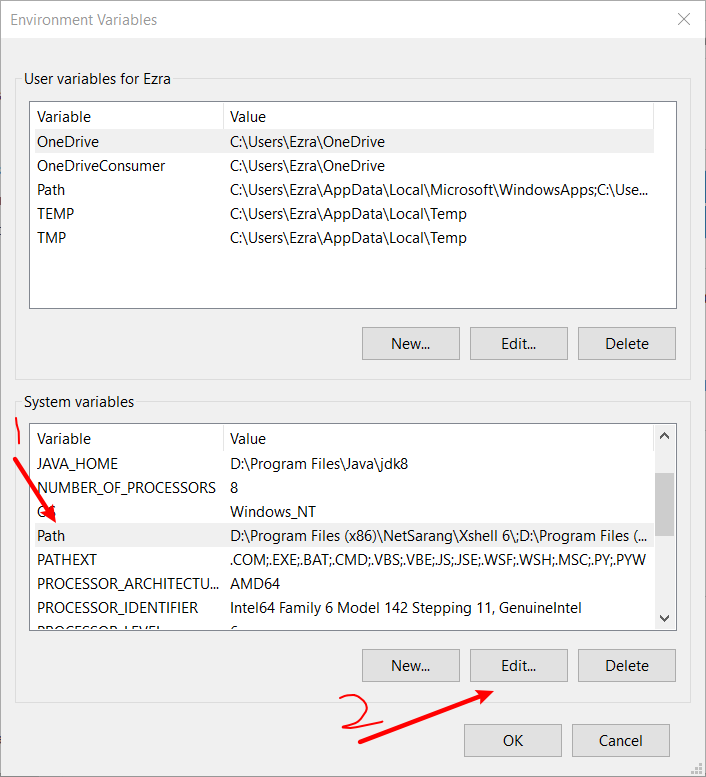 Environment Variables
User variables for Ezra
Variable Value
OneDrive C:\Users\Ezra\OneDrive
OneDriveConsumer C:\Users\Ezra\OneDrive
Path C:\Users\Ezra\AppData\Local\Microsoft\WindowsApps;C:\Use...
TEMP C:\Users\Ezra\AppData\Local\Temp
TMP C:\Users\Ezra\AppData\Local\Temp
New... Edit... Delete
System variables
1
Variable Value
JAVA_HOME D:\Program Files\Java\jdk8
NUMBER_OF_PROCESSORS 8
Windows_NT
Path D:\Program Files (x86)\NetSarang\Xshell 6\;D:\Program Files (...
PATHEXT .COM;.EXE;.BAT;.CMD;.VBS;.VBE;.JS;.JSE;.WSF;.WSH;.MSC;.PY;.PYW
PROCESSOR_ARCHITECTU... AMD64
PROCESSOR_IDENTIFIER Intel64 Family 6 Model 142 Stepping 11, GenuineIntel
New... Edit... Delete
2
OK Cancel